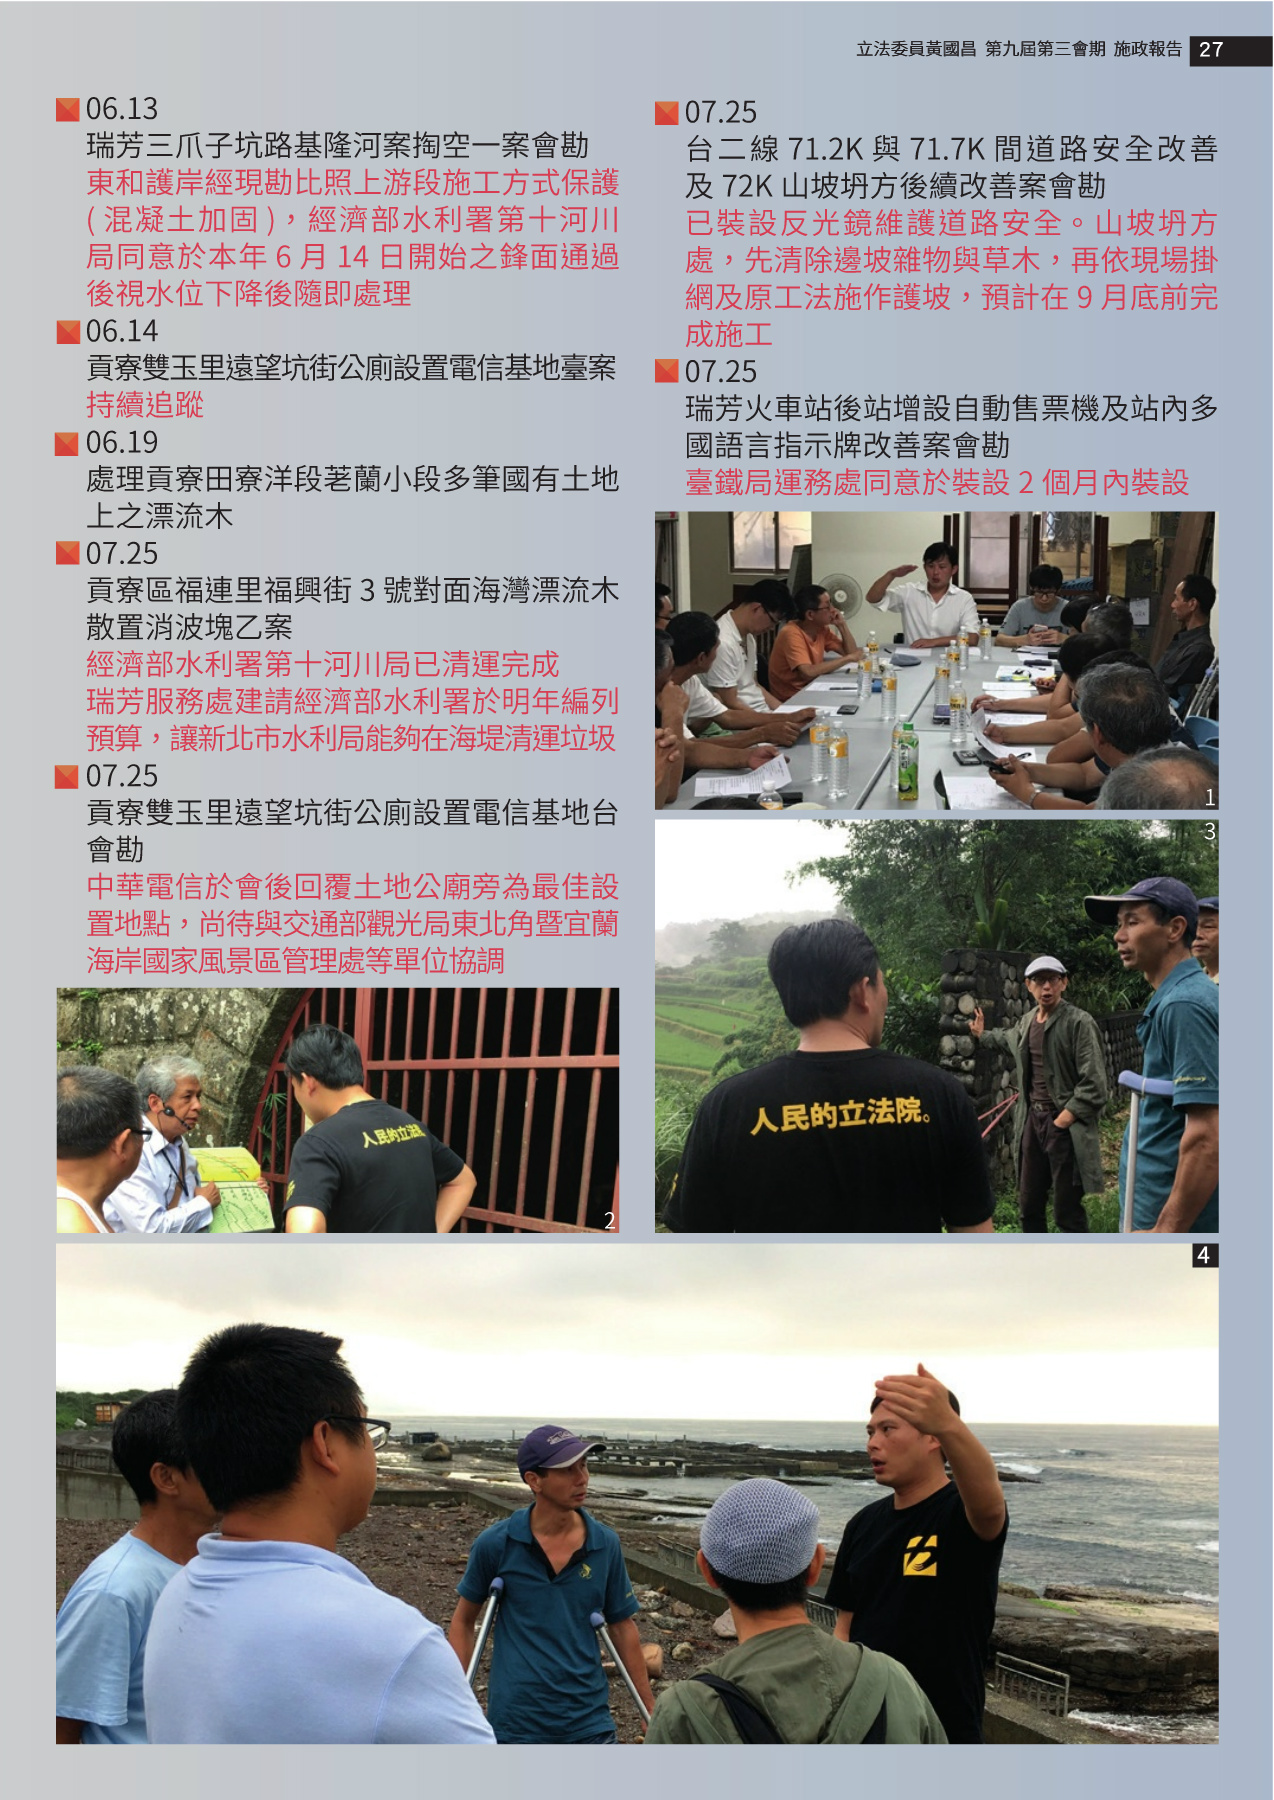 立法委員黃國昌 第九屆第三會期 施政報告 27
06.13
瑞芳三爪子坑路基隆河案掏空一案會勘
東和護岸經現勘比照上游段施工方式保護
( 混凝土加固 )，經濟部水利署第十河川
局同意於本年 6 月 14 日開始之鋒面通過
後視水位下降後隨即處理
06.14
貢寮雙玉里遠望坑街公廁設置電信基地臺案
持續追蹤
06.19
處理貢寮田寮洋段荖蘭小段多筆國有土地
上之漂流木
07.25
貢寮區福連里福興街 3 號對面海灣漂流木
散置消波塊乙案
經濟部水利署第十河川局已清運完成
瑞芳服務處建請經濟部水利署於明年編列
預算，讓新北市水利局能夠在海堤清運垃圾
07.25
貢寮雙玉里遠望坑街公廁設置電信基地台
會勘
中華電信於會後回覆土地公廟旁為最佳設
置地點，尚待與交通部觀光局東北角暨宜蘭
海岸國家風景區管理處等單位協調
07.25
台二線 71.2K 與 71.7K 間道路安全改善
及 72K 山坡坍方後續改善案會勘
已裝設反光鏡維護道路安全。山坡坍方
處，先清除邊坡雜物與草木，再依現場掛
網及原工法施作護坡，預計在 9 月底前完
成施工
07.25
瑞芳火車站後站增設自動售票機及站內多
國語言指示牌改善案會勘
臺鐵局運務處同意於裝設 2 個月內裝設
1
3
人民的立法院。
人民的立法
2
4